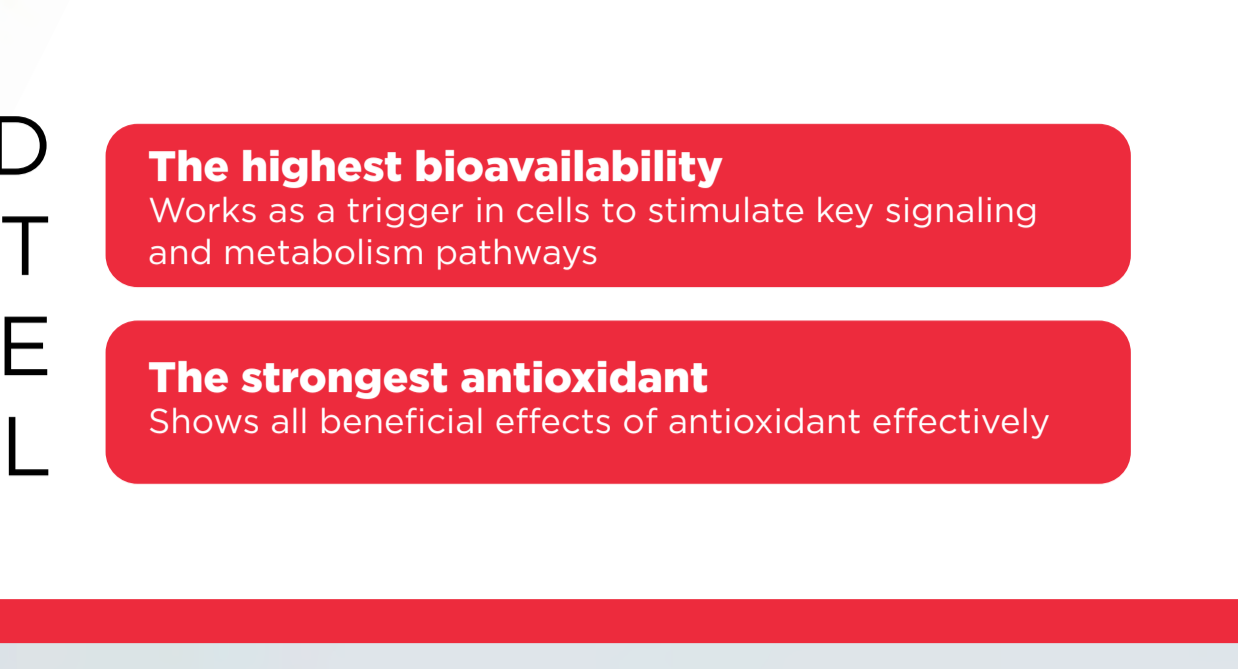 D
T
E
L
The highest bioavailability
Works as a trigger in cells to stimulate key signaling
and metabolism pathways
The strongest antioxidant
Shows all beneficial effects of antioxidant effectively